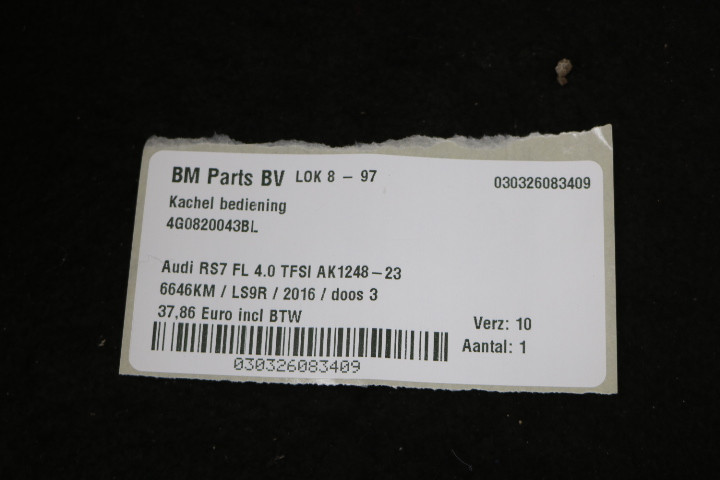 BM Parts BV LOK 8 - 97 030326083409
Kachel bediening
4G0820043BL
Audi RS7 FL 4.0 TFSI AK1248-23
6646KM / LS9R / 2016 / doos 3
37,86 Euro incl BTW
Verz: 10
Aantal: 1
030326083409